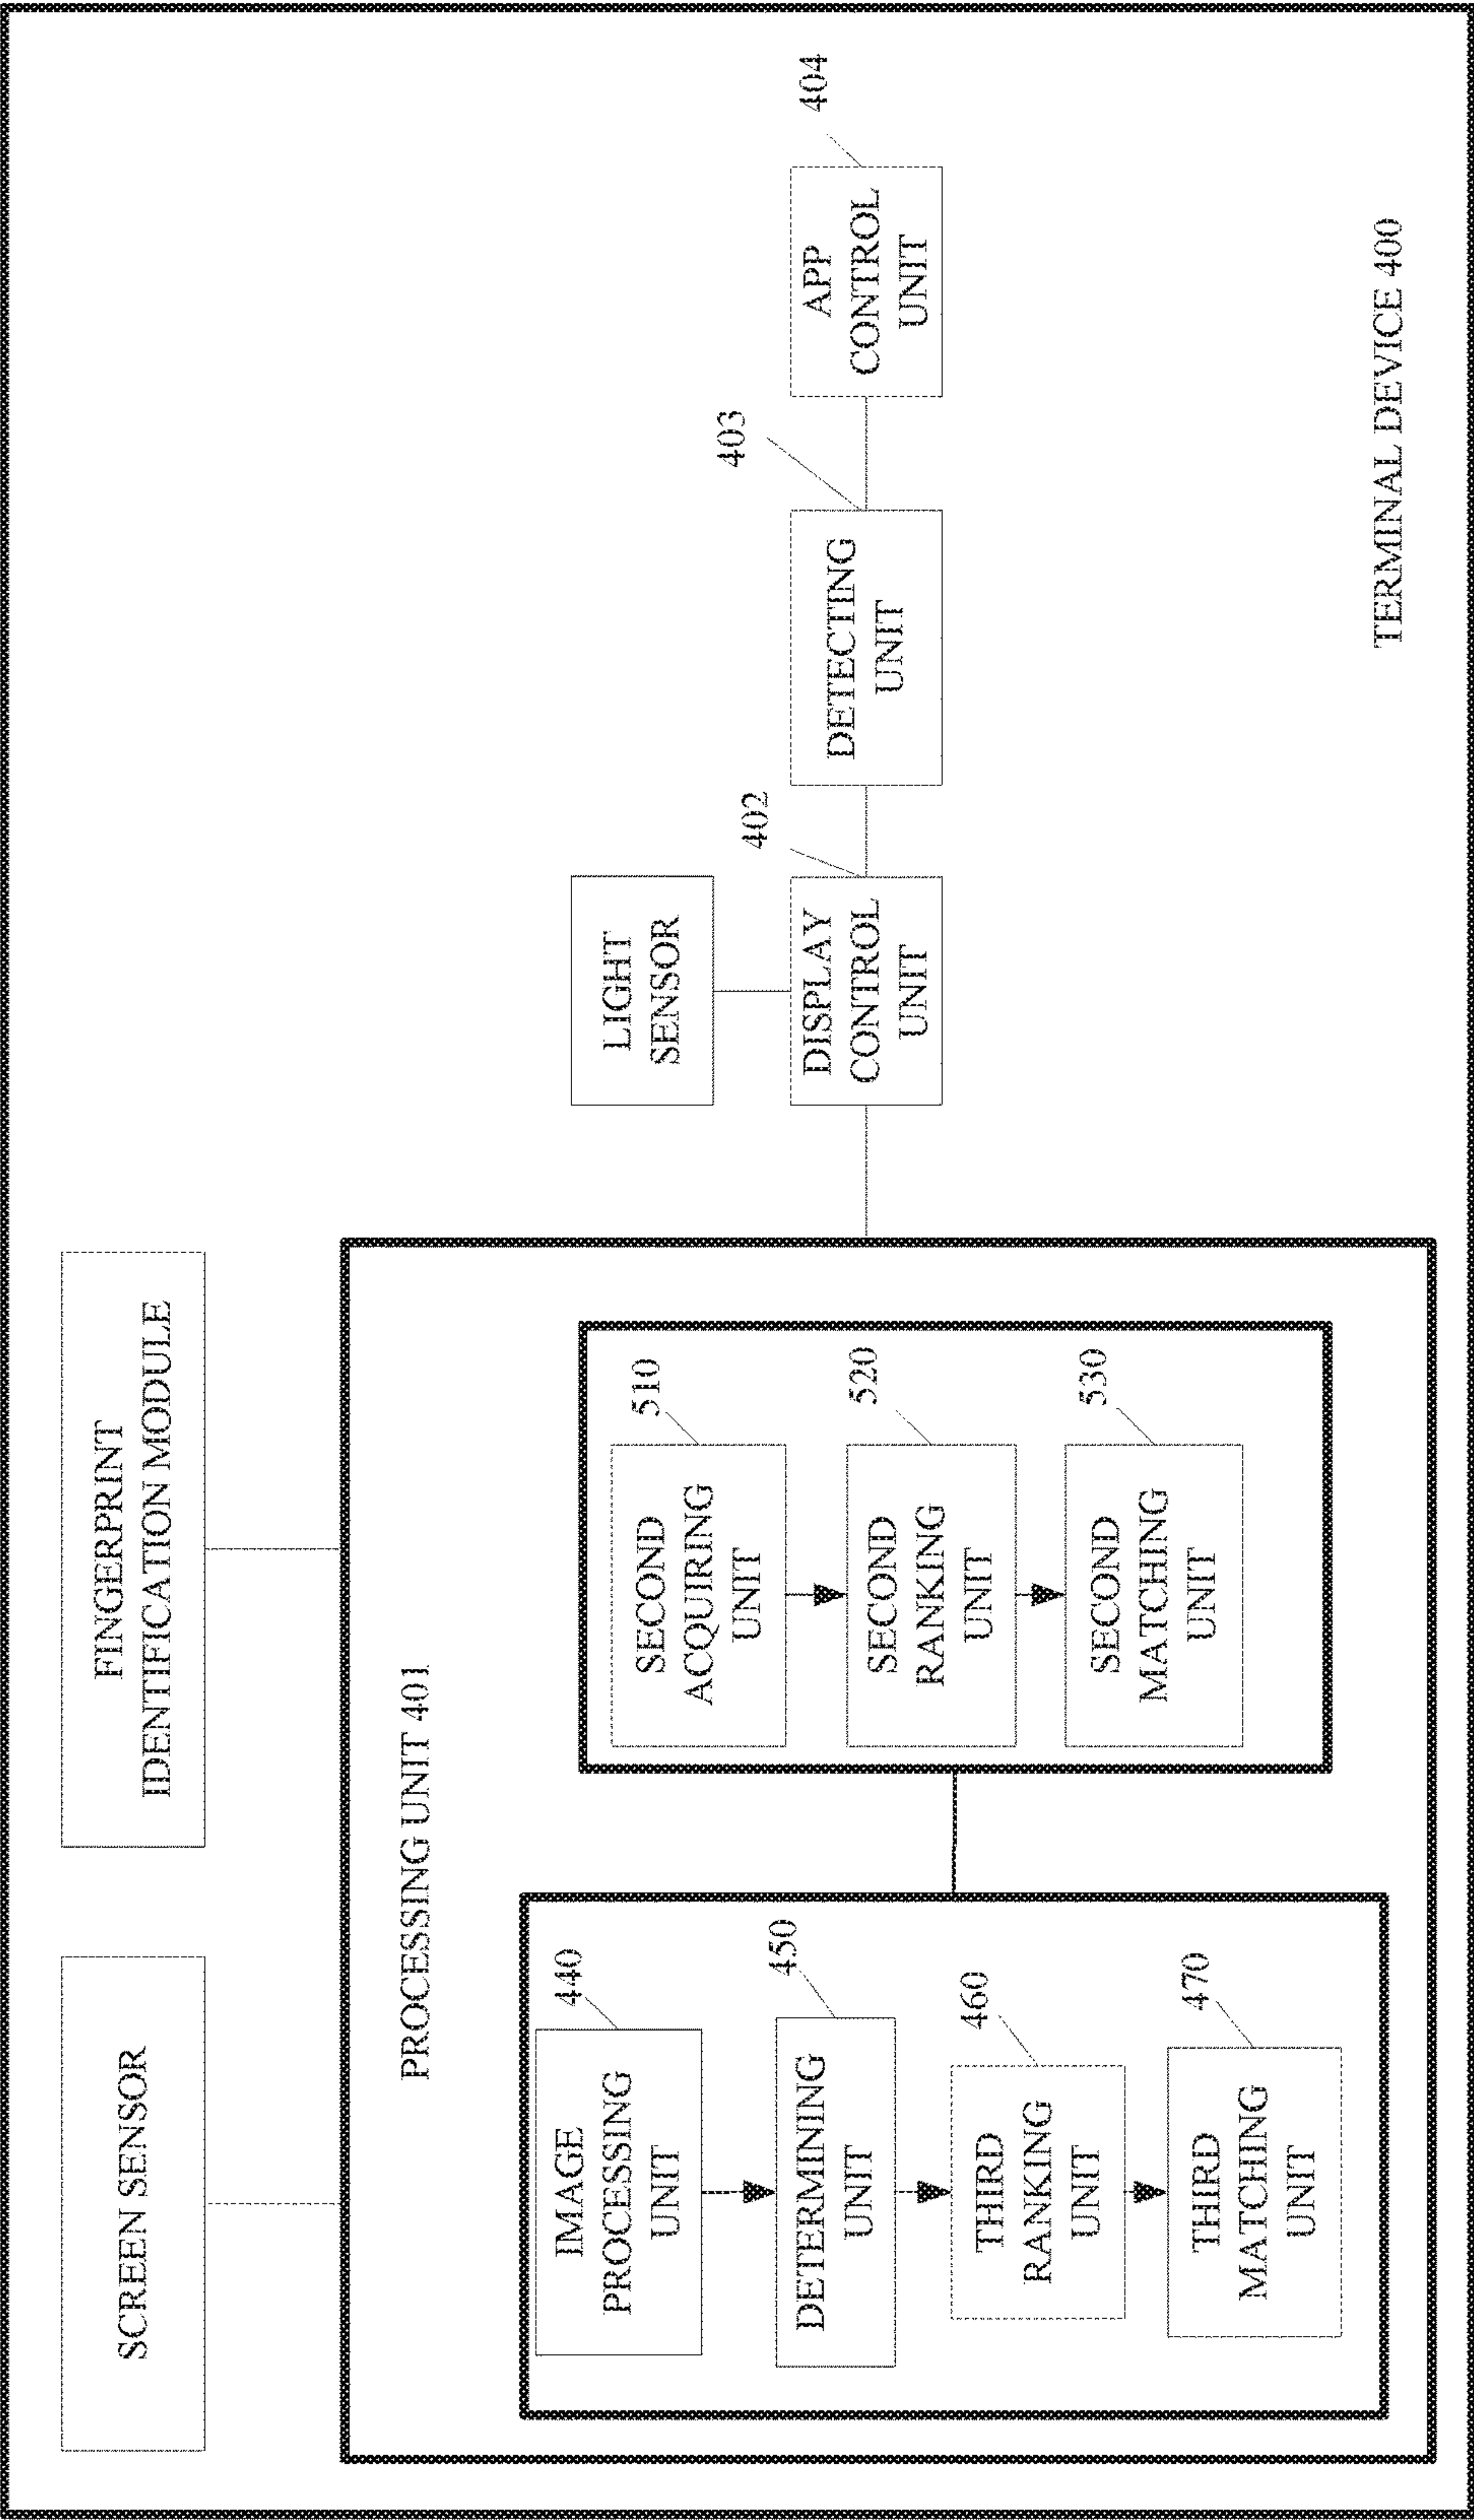 SCREEN SENSOR
FINGERPRINT
IDENTIFICATION MODULE
PROCESSING UNIT 401
440
IMAGE
PROCESSING
UNIT
450
DETERMINING
UNIT
460
THIRD
RANKING
UNIT
470
THIRD
MATCHING
UNIT
510
SECOND
ACQUIRING
UNIT
520
SECOND
RANKING
UNIT
530
SECOND
MATCHING
UNIT
LIGHT
SENSOR
402
DISPLAY
CONTROL
UNIT
403
DETECTING
UNIT
404
APP
CONTROL
UNIT
TERMINAL DEVICE 400